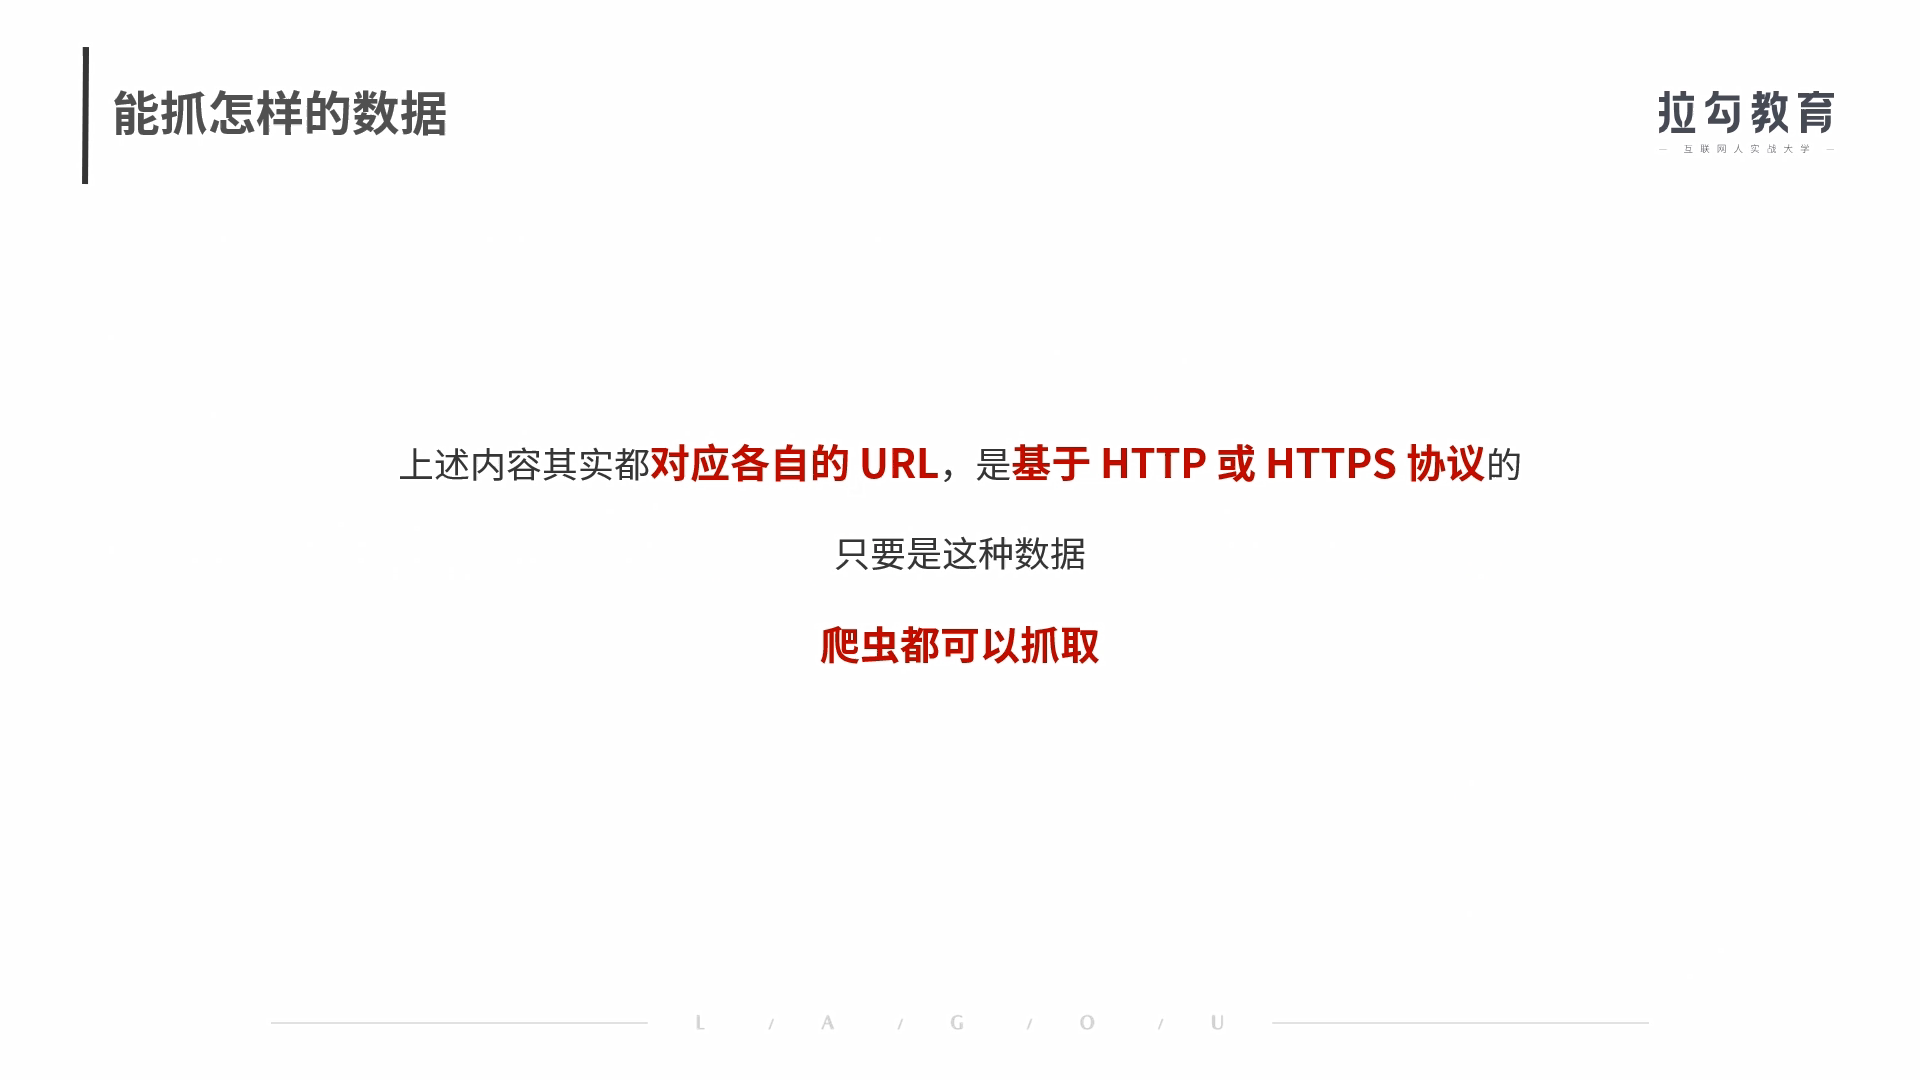 能抓怎样的数据
拉勾教育
— 互联网人实战大学 —
上述内容其实都对应各自的 URL，是基于 HTTP 或 HTTPS 协议的
只要是这种数据
爬虫都可以抓取
L / A / G / O / U